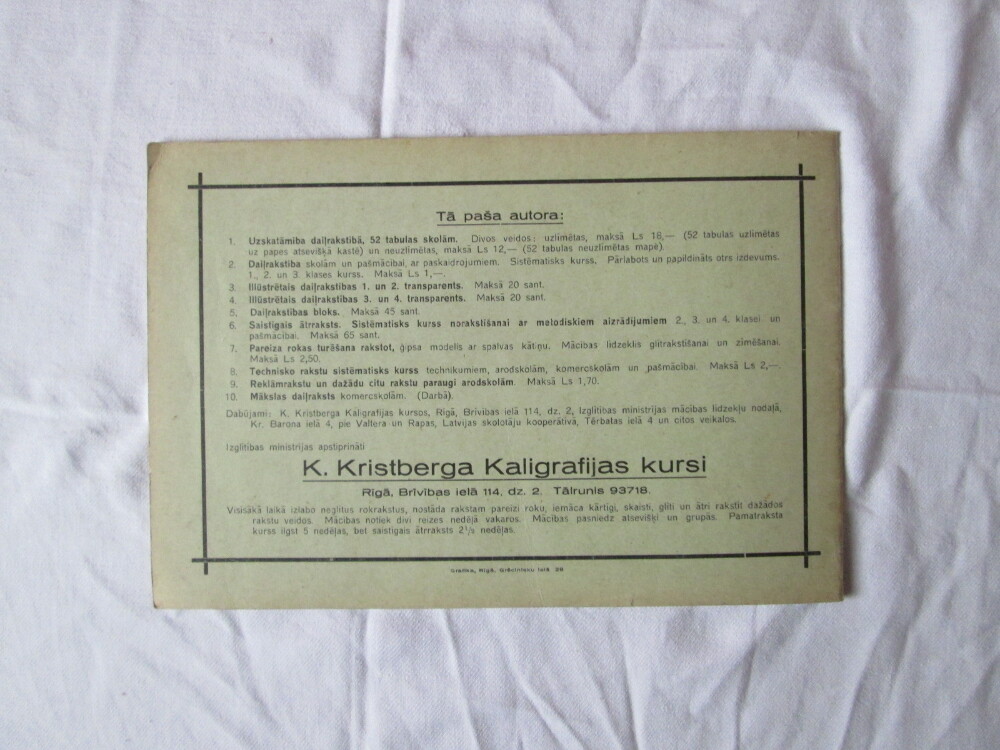 Tā paša autora:
1. Uzskatāmība daiļrakstībā, 52 tabulas skolām. Divos veidos: uzlīmētas, maksā Ls 18,— (52 tabulas uzlīmētas
uz papes atsevišķā kastē) un neuzlīmētas, maksā Ls 12,— (52 tabulas neuzlīmētas mapē).
2. Daiļrakstība skolām un pašmācībai, ar paskaidrojumiem. Sistēmatisks kurss. Pārlabots un papildināts otrs izdevums.
1., 2. un 3. klases kurss. Maksā Ls 1,—.
3. Illūstrētais daiļrakstības 1. un 2. transparents. Maksā 20 sant.
4. Illūstrētais daiļrakstības 3. un 4. transparents. Maksā 20 sant.
5. Daiļrakstības bloks. Maksā 45 sant.
6. Saistīgais ātrraksts. Sistēmatisks kurss norakstīšanai ar metodiskiem aizrādījumiem 2., 3. un 4. klasei un
pašmācībai. Maksā 65 sant.
7. Pareiza rokas turēšana rakstot, ģipsa modelis ar spalvas kātiņu. Mācības līdzeklis glītrakstīšanai un zīmēšanai.
Maksā Ls 2,50.
8. Technisko rakstu sistēmatisks kurss technikumiem, arodskolām, komercskolām un pašmācībai. Maksā Ls 2,—.
9. Reklāmrakstu un dažādu citu rakstu paraugi arodskolām. Maksā Ls 1,70.
10. Mākslas daiļraksts komercskolām. (Darbā).
Dabūjami: K. Kristberga Kaligrafijas kursos, Rīgā, Brīvības ielā 114, dz. 2, Izglītības ministrijas mācības līdzekļu nodaļā,
Kr. Barona ielā 4, pie Valtera un Rapas, Latvijas skolotāju kooperātīvā, Tērbatas ielā 4 un citos veikalos.
Izglītības ministrijas apstiprināti
K. Kristberga Kaligrafijas kursi
Rīgā, Brīvības ielā 114, dz. 2. Tālrunis 93718.
Visīsākā laikā izlabo neglītus rokrakstus, nostāda rakstam pareizi roku, iemāca kārtīgi, skaisti, glīti un ātri rakstīt dažādos
rakstu veidos. Mācības notiek divi reizes nedēļā vakaros. Mācības pasniedz atsevišķi un grupās. Pamatraksta
kurss ilgst 5 nedēļas, bet saistīgais ātrraksts 2½ nedēļas.
Grafika, Rīgā, Grēcinieku ielā 28